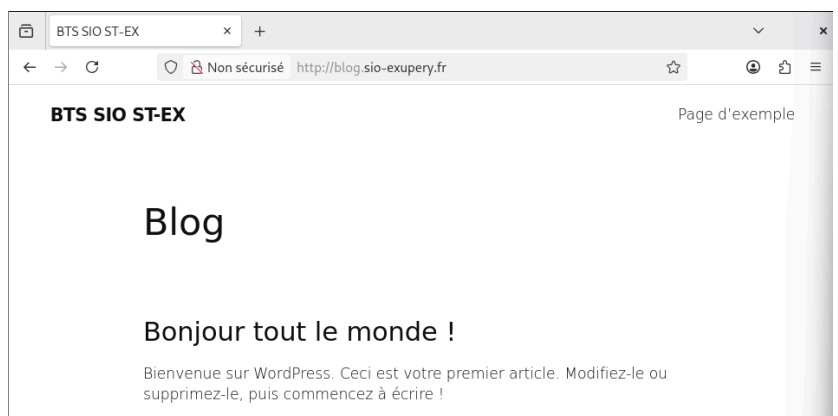 BTS SIO ST-EX
Non sécurisé http://blog.sio-exupery.fr
BTS SIO ST-EX Page d'exemple
Blog
Bonjour tout le monde !
Bienvenue sur WordPress. Ceci est votre premier article. Modifiez-le ou
supprimez-le, puis commencez à écrire !